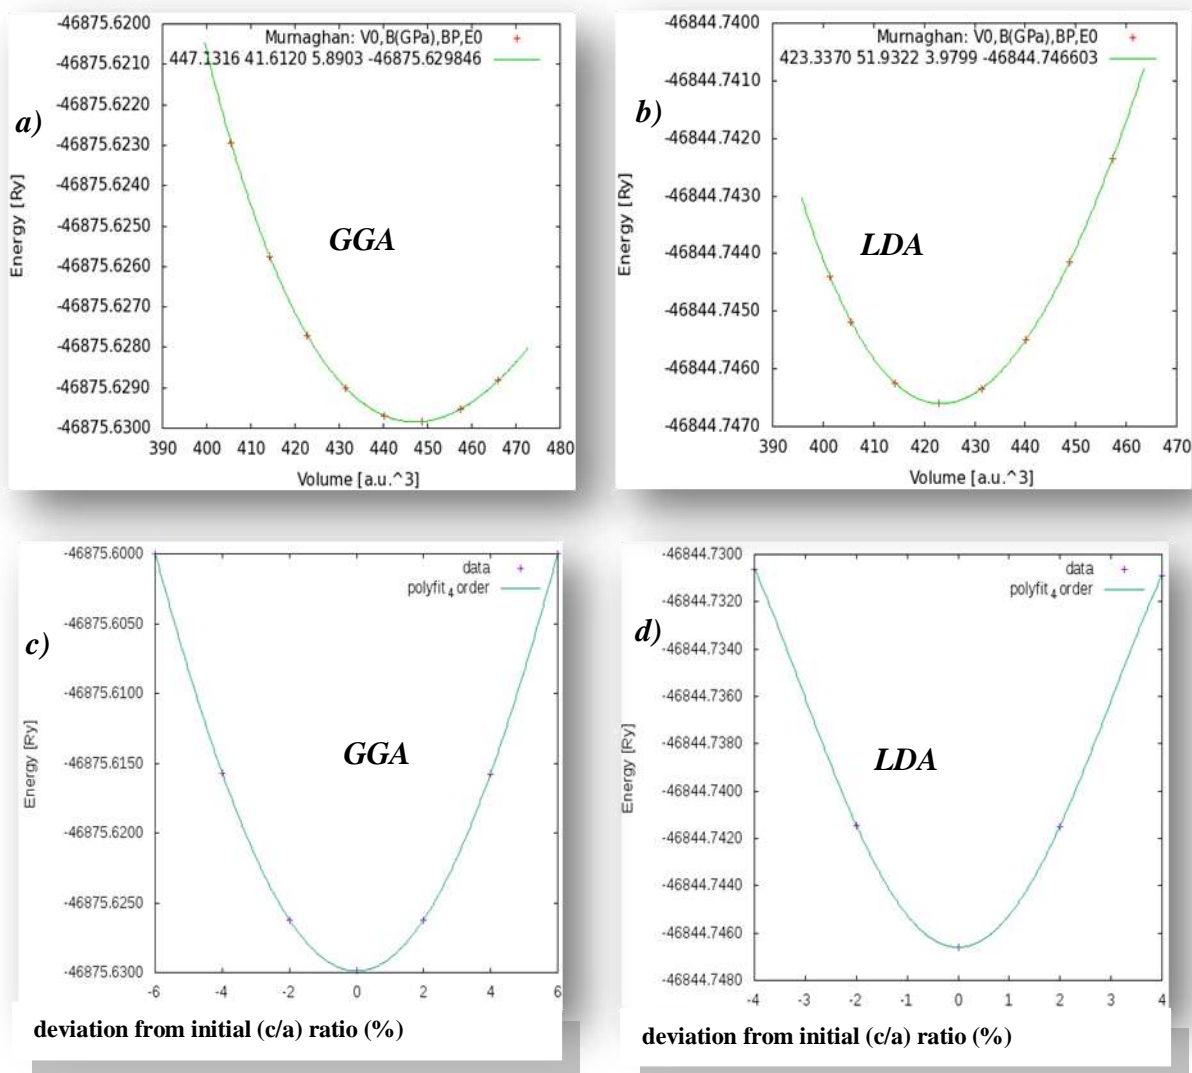 a)
Murnaghan: V0,B(GPa),BP,E0
447.1316 41.6120 5.8903 -46875.629846
GGA
Energy [Ry]
-46875.6200
-46875.6210
-46875.6220
-46875.6230
-46875.6240
-46875.6250
-46875.6260
-46875.6270
-46875.6280
-46875.6290
-46875.6300
390 400 410 420 430 440 450 460 470 480
Volume [a.u.^3]
b)
Murnaghan: V0,B(GPa),BP,E0
423.3370 51.9322 3.9799 -46844.746603
LDA
Energy [Ry]
-46844.7400
-46844.7410
-46844.7420
-46844.7430
-46844.7440
-46844.7450
-46844.7460
-46844.7470
390 400 410 420 430 440 450 460 470
Volume [a.u.^3]
c)
data
polyfit_4 order
GGA
Energy [Ry]
-46875.6000
-46875.6050
-46875.6100
-46875.6150
-46875.6200
-46875.6250
-46875.6300
-6 -4 -2 0 2 4 6
deviation from initial (c/a) ratio (%)
d)
data
polyfit_4 order
LDA
Energy [Ry]
-46844.7300
-46844.7320
-46844.7340
-46844.7360
-46844.7380
-46844.7400
-46844.7420
-46844.7440
-46844.7460
-46844.7480
-4 -3 -2 -1 0 1 2 3 4
deviation from initial (c/a) ratio (%)